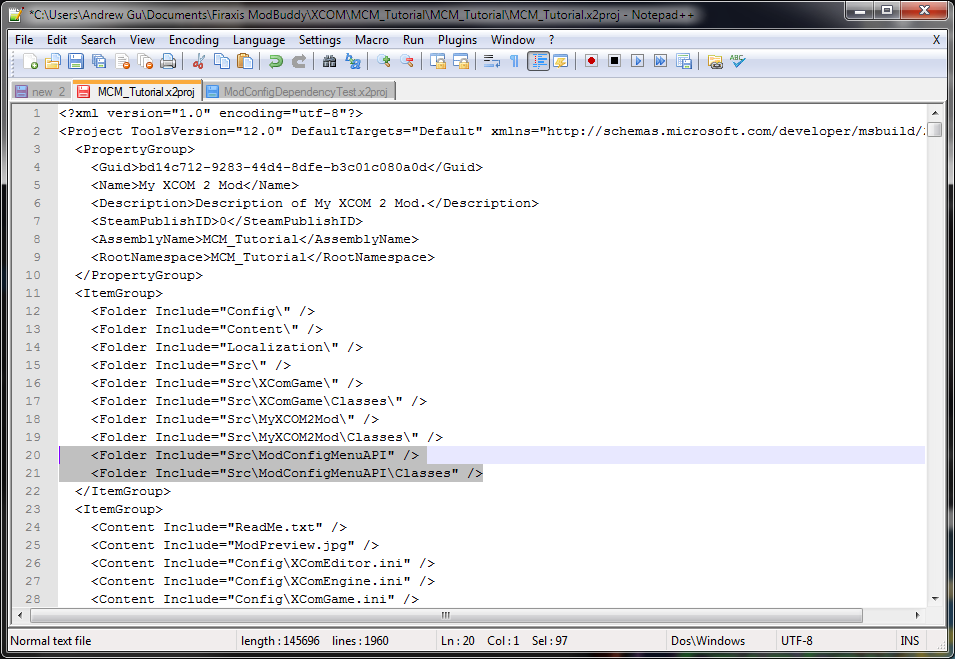 *C:\Users\Andrew Gu\Documents\Firaxis ModBuddy\XCOM\MCM_Tutorial\MCM_Tutorial\MCM_Tutorial.x2proj - Notepad++
File Edit Search View Encoding Language Settings Macro Run Plugins Window ? X
new 2 MCM_Tutorial.x2proj ModConfigDependencyTest.x2proj
1 <?xml version="1.0" encoding="utf-8"?>
2 <Project ToolsVersion="12.0" DefaultTargets="Default" xmlns="http://schemas.microsoft.com/developer/msbuild/
3 <PropertyGroup>
4 <Guid>bd14c712-9283-44d4-8dfe-b3c01c080a0d</Guid>
5 <Name>My XCOM 2 Mod</Name>
6 <Description>Description of My XCOM 2 Mod.</Description>
7 <SteamPublishID>0</SteamPublishID>
8 <AssemblyName>MCM_Tutorial</AssemblyName>
9 <RootNamespace>MCM_Tutorial</RootNamespace>
10 </PropertyGroup>
11 <ItemGroup>
12 <Folder Include="Config\" />
13 <Folder Include="Content\" />
14 <Folder Include="Localization\" />
15 <Folder Include="Src\" />
16 <Folder Include="Src\XComGame\" />
17 <Folder Include="Src\XComGame\Classes\" />
18 <Folder Include="Src\MyXCOM2Mod\" />
19 <Folder Include="Src\MyXCOM2Mod\Classes\" />
20 <Folder Include="Src\ModConfigMenuAPI" />
21 <Folder Include="Src\ModConfigMenuAPI\Classes" />
22 </ItemGroup>
23 <ItemGroup>
24 <Content Include="ReadMe.txt" />
25 <Content Include="ModPreview.jpg" />
26 <Content Include="Config\XComEditor.ini" />
27 <Content Include="Config\XComEngine.ini" />
28 <Content Include="Config\XComGame.ini" />
Normal text file length : 145696 lines : 1960 Ln : 20 Col : 1 Sel : 97 Dos\Windows UTF-8 INS